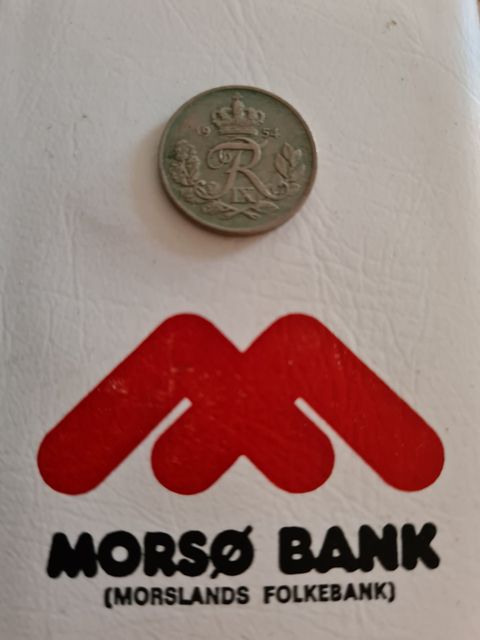 19 54
FR
IX
MORSØ BANK
(MORSLANDS FOLKEBANK)